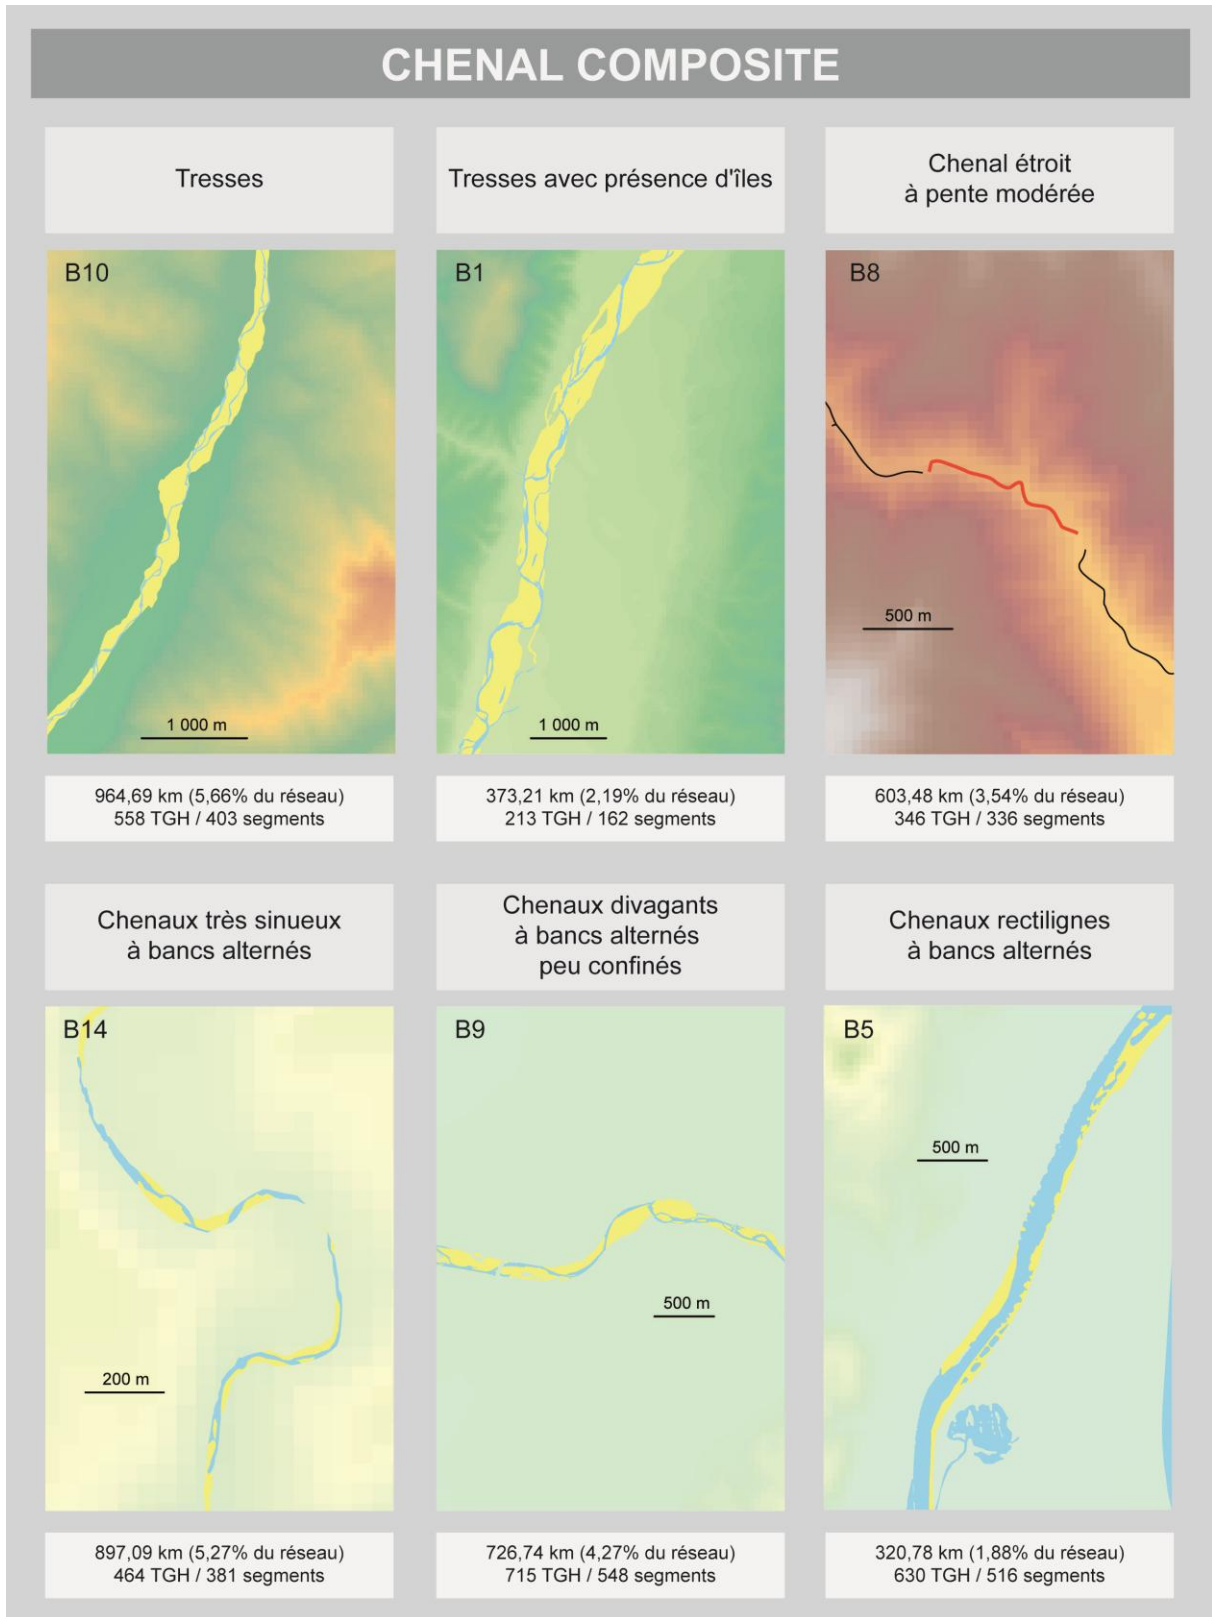 CHENAL COMPOSITE
Tresses
Tresses avec présence d'îles
Chenal étroit
à pente modérée
B10
B1
B8
1 000 m
1 000 m
500 m
964,69 km (5,66% du réseau)
558 TGH / 403 segments
373,21 km (2,19% du réseau)
213 TGH / 162 segments
603,48 km (3,54% du réseau)
346 TGH / 336 segments
Chenaux très sinueux
à bancs alternés
Chenaux divagants
à bancs alternés
peu confinés
Chenaux rectilignes
à bancs alternés
B14
B9
B5
200 m
500 m
500 m
897,09 km (5,27% du réseau)
464 TGH / 381 segments
726,74 km (4,27% du réseau)
715 TGH / 548 segments
320,78 km (1,88% du réseau)
630 TGH / 516 segments